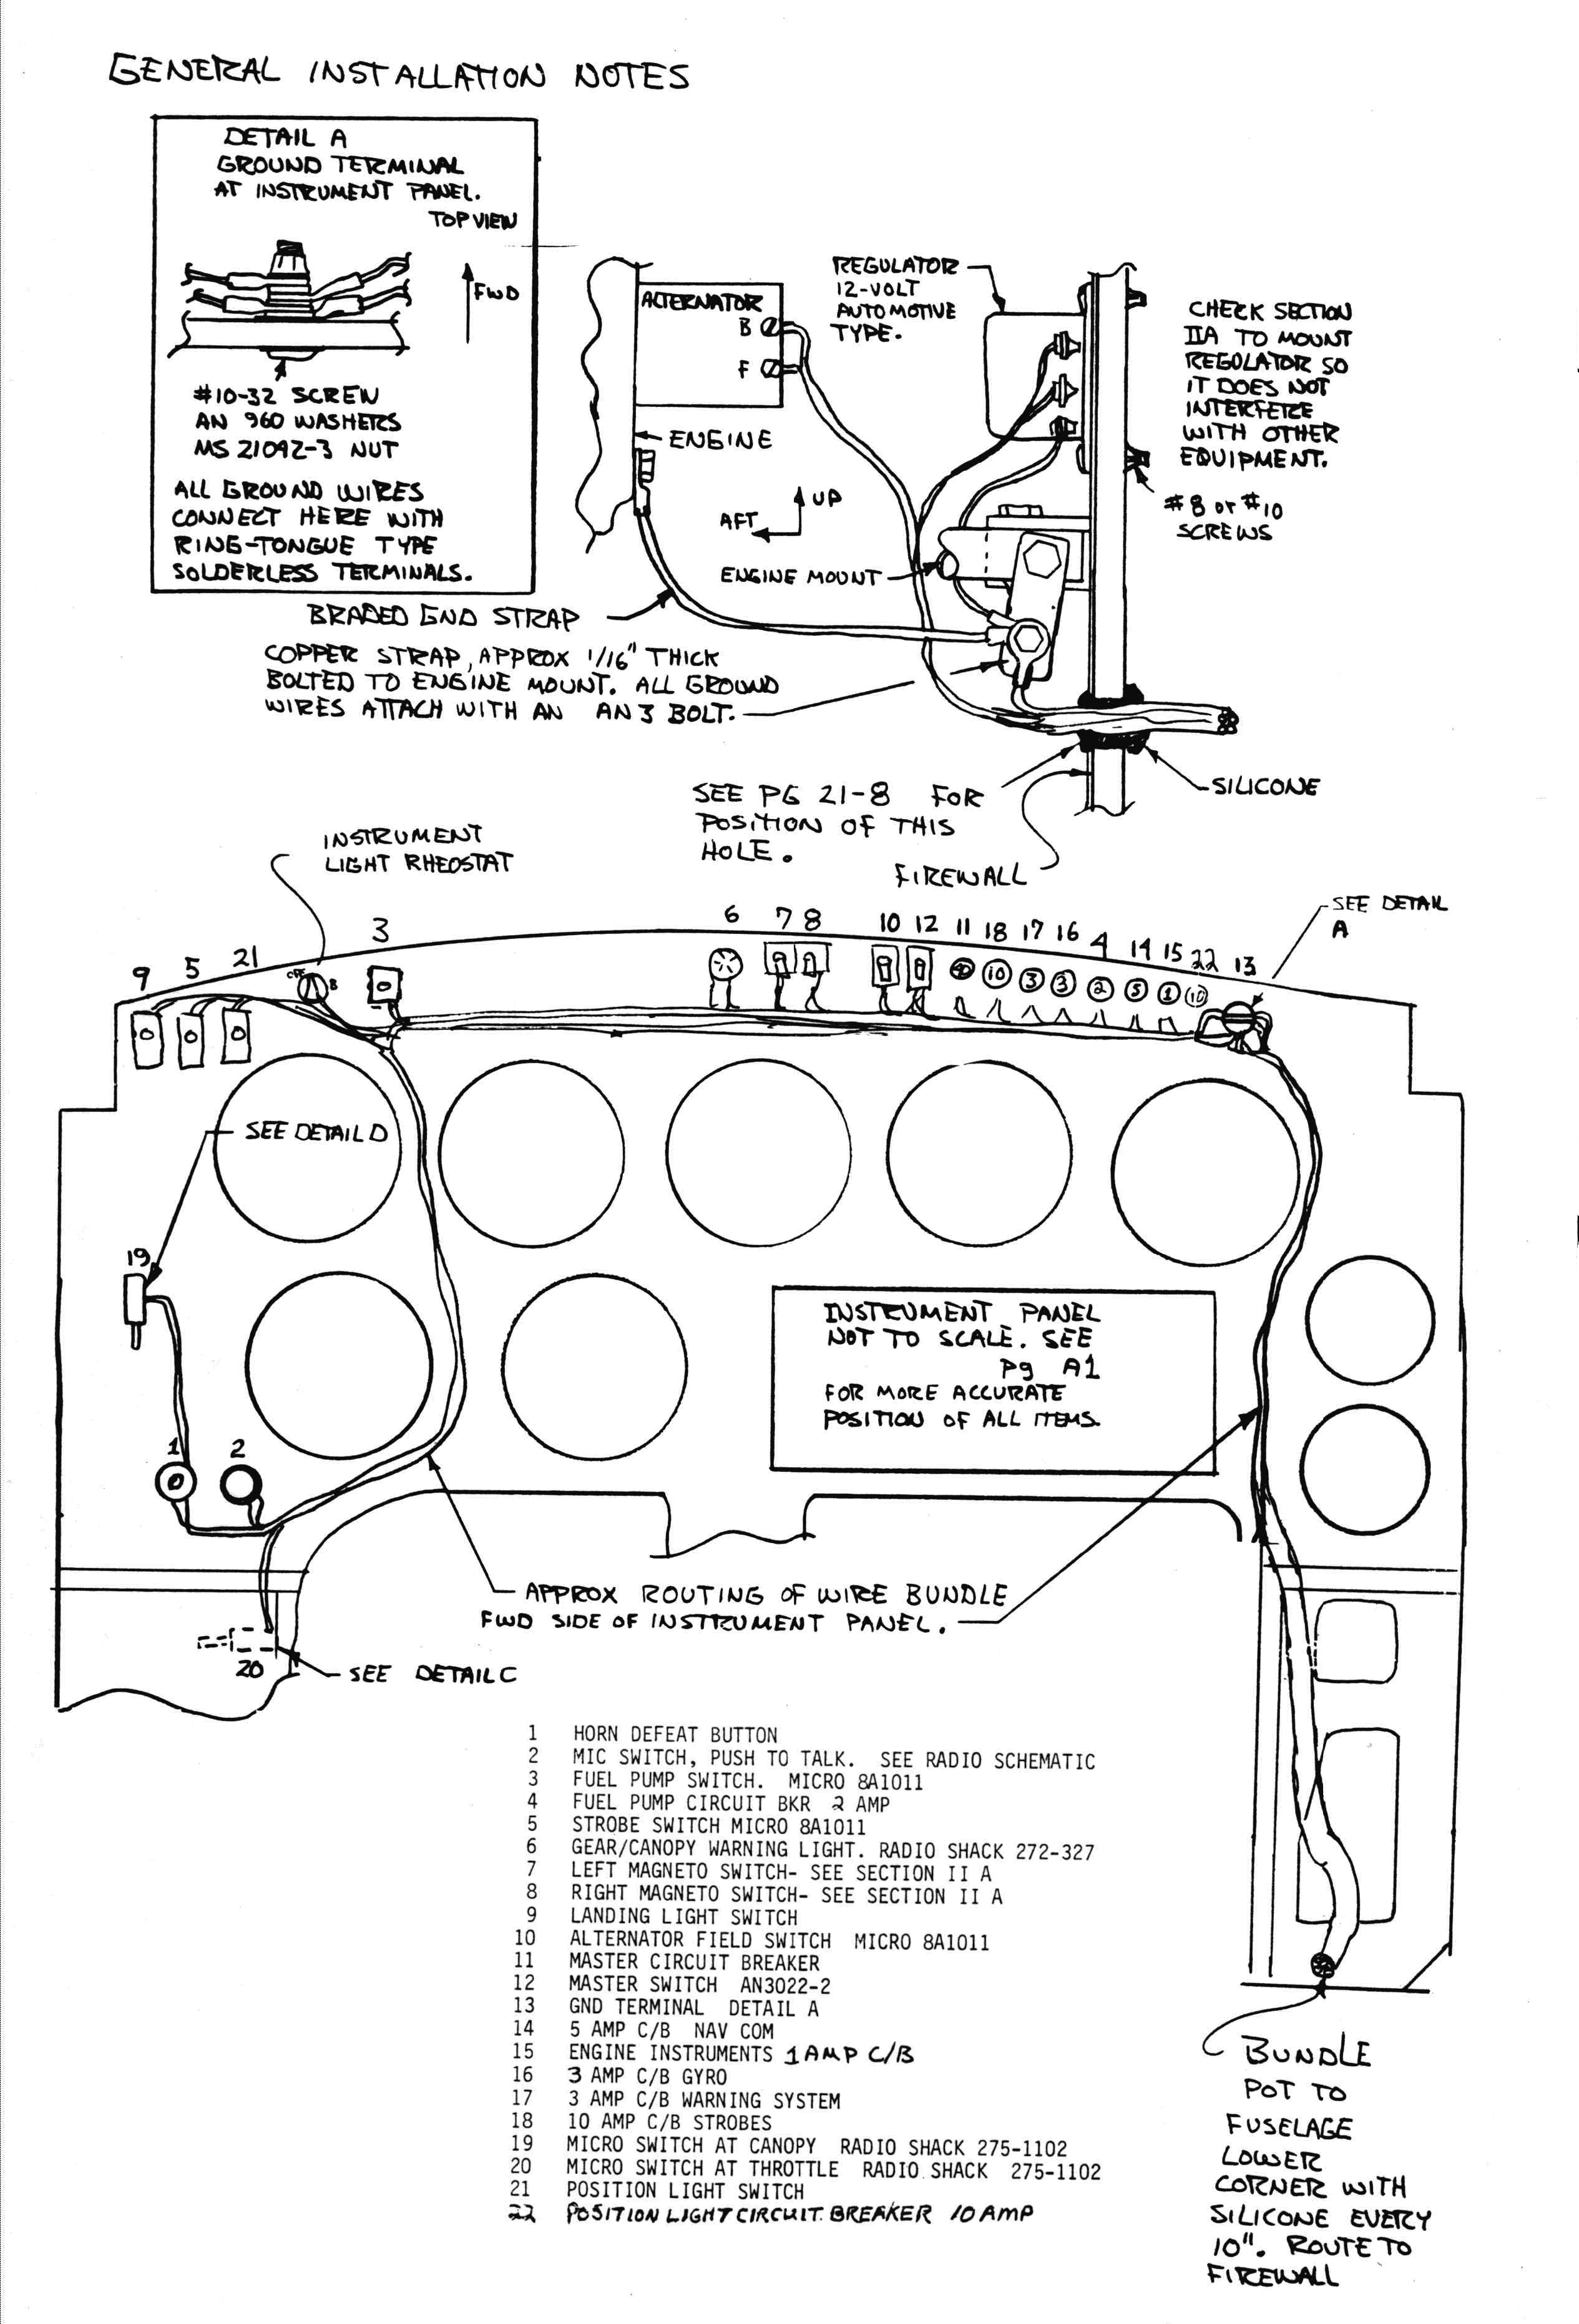 GENERAL INSTALLATION NOTES
DETAIL A
GROUND TERMINAL
AT INSTRUMENT PANEL.
TOP VIEW
FWD
#10-32 SCREW
AN 960 WASHERS
MS 21042-3 NUT
ALL GROUND WIRES
CONNECT HERE WITH
RING-TONGUE TYPE
SOLDERLESS TERMINALS.
ALTERNATOR
B
F
ENGINE
REGULATOR
12-VOLT
AUTOMOTIVE
TYPE.
CHECK SECTION
IIA TO MOUNT
REGULATOR SO
IT DOES NOT
INTERFERE
WITH OTHER
EQUIPMENT.
#8 or #10
SCREWS
UP
AFT
ENGINE MOUNT
BRADED GND STRAP
COPPER STRAP, APPROX 1/16" THICK
BOLTED TO ENGINE MOUNT. ALL GROUND
WIRES ATTACH WITH AN AN3 BOLT.
SEE PG 21-8 FOR
POSITION OF THIS
HOLE.
SILICONE
FIREWALL
INSTRUMENT
LIGHT RHEOSTAT
SEE DETAIL
A
9 5 21 3 6 7 8 10 12 11 18 17 16 4 14 15 22 13
OFF B
10 3 3 2 5 1 10
SEE DETAIL D
19
INSTRUMENT PANEL
NOT TO SCALE. SEE
pg A1
FOR MORE ACCURATE
POSITION OF ALL ITEMS.
1 2
APPROX ROUTING OF WIRE BUNDLE
FWD SIDE OF INSTRUMENT PANEL.
20
SEE DETAIL C
1 HORN DEFEAT BUTTON
2 MIC SWITCH, PUSH TO TALK. SEE RADIO SCHEMATIC
3 FUEL PUMP SWITCH. MICRO 8A1011
4 FUEL PUMP CIRCUIT BKR 2 AMP
5 STROBE SWITCH MICRO 8A1011
6 GEAR/CANOPY WARNING LIGHT. RADIO SHACK 272-327
7 LEFT MAGNETO SWITCH- SEE SECTION II A
8 RIGHT MAGNETO SWITCH- SEE SECTION II A
9 LANDING LIGHT SWITCH
10 ALTERNATOR FIELD SWITCH MICRO 8A1011
11 MASTER CIRCUIT BREAKER
12 MASTER SWITCH AN3022-2
13 GND TERMINAL DETAIL A
14 5 AMP C/B NAV COM
15 ENGINE INSTRUMENTS 1 AMP C/B
16 3 AMP C/B GYRO
17 3 AMP C/B WARNING SYSTEM
18 10 AMP C/B STROBES
19 MICRO SWITCH AT CANOPY RADIO SHACK 275-1102
20 MICRO SWITCH AT THROTTLE RADIO SHACK 275-1102
21 POSITION LIGHT SWITCH
22 POSITION LIGHT CIRCUIT BREAKER 10 AMP
BUNDLE
POT TO
FUSELAGE
LOWER
CORNER WITH
SILICONE EVERY
10". ROUTE TO
FIREWALL